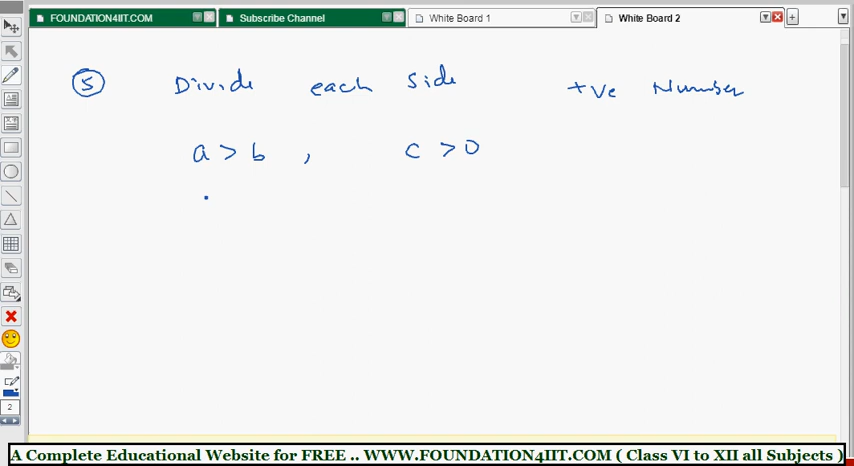 FOUNDATION4IIT.COM Subscribe Channel White Board 1 White Board 2
5 Divide each Side +ve Number
a > b , c > 0
2
A Complete Educational Website for FREE .. WWW.FOUNDATION4IIT.COM ( Class VI to XII all Subjects )